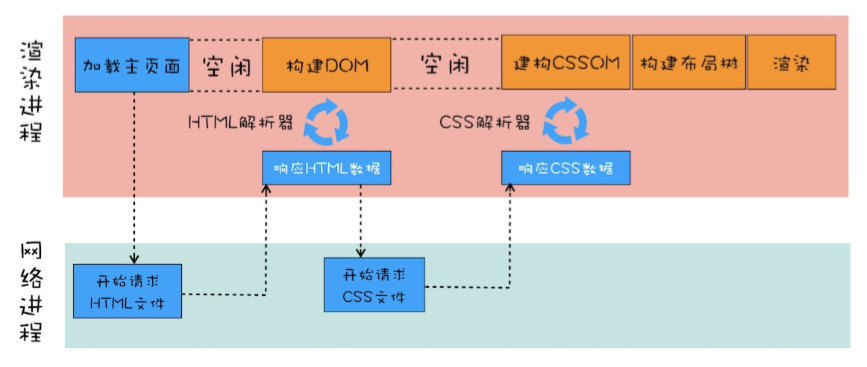 渲染进程
加载主页面
空闲
构建DOM
空闲
建构CSSOM
构建布局树
渲染
HTML解析器
CSS解析器
响应HTML数据
响应CSS数据
网络进程
开始请求
HTML文件
开始请求
CSS文件